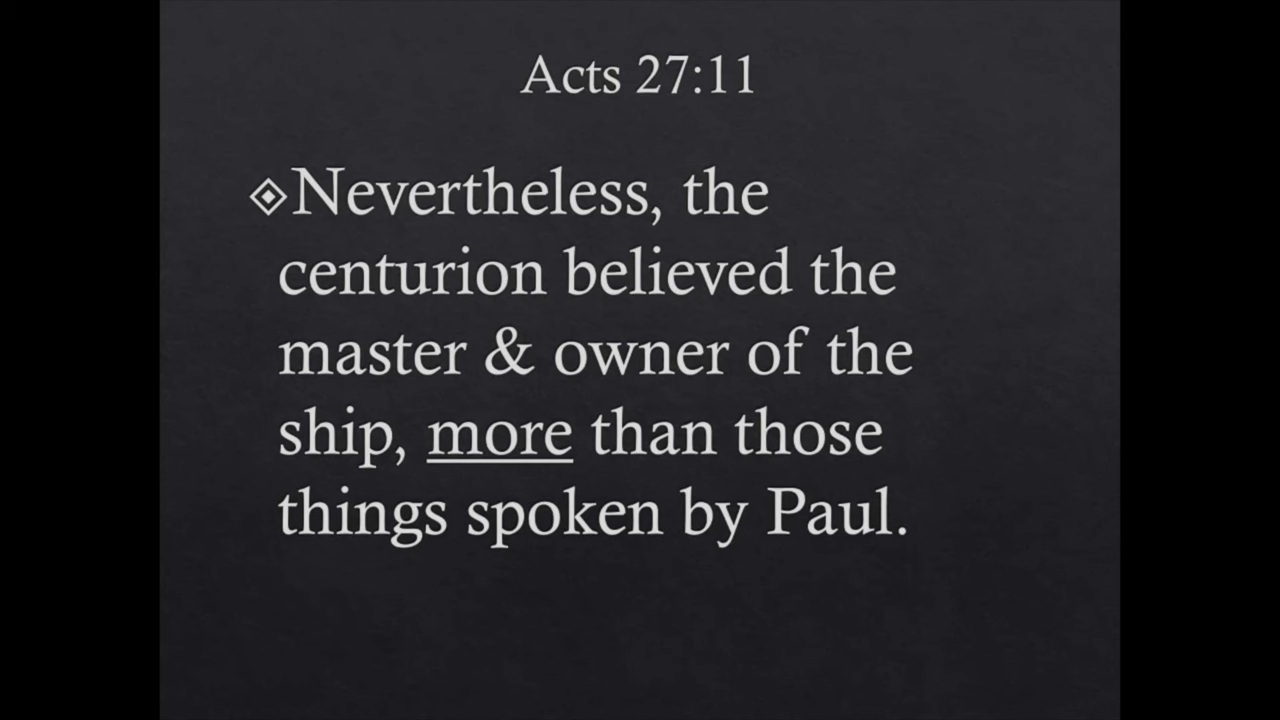 Acts 27:11
Nevertheless, the
centurion believed the
master & owner of the
ship, more than those
things spoken by Paul.